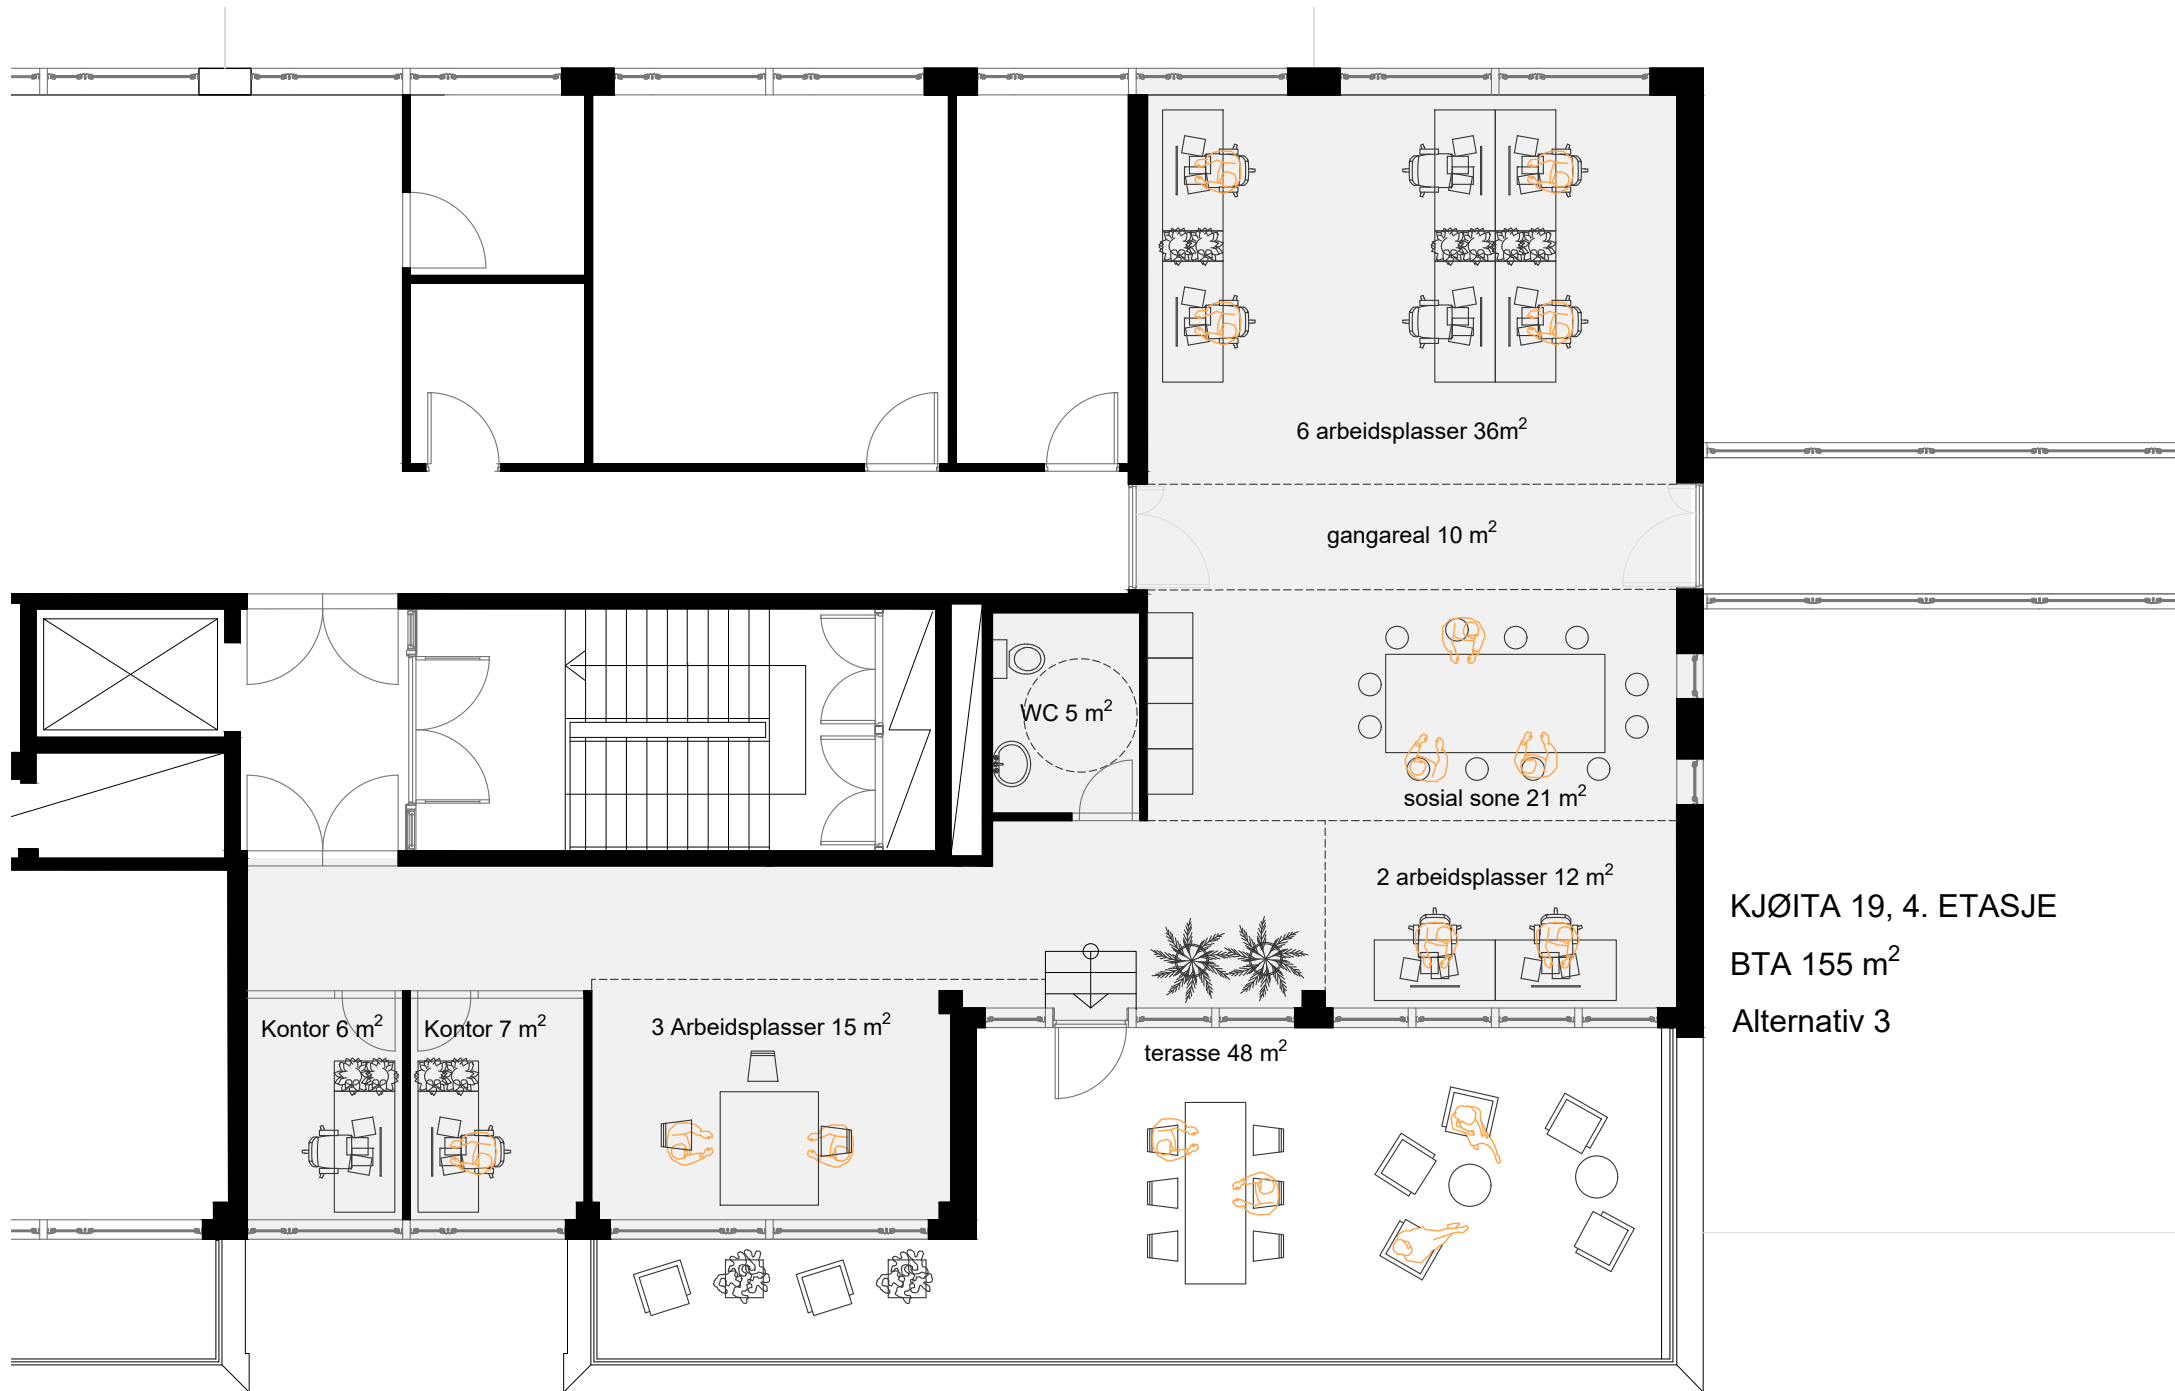 6 arbeidsplasser 36m²
gangareal 10 m²
WC 5 m²
sosial sone 21 m²
2 arbeidsplasser 12 m²
KJØITA 19, 4. ETASJE
BTA 155 m²
Alternativ 3
Kontor 6 m²
Kontor 7 m²
3 Arbeidsplasser 15 m²
terasse 48 m²